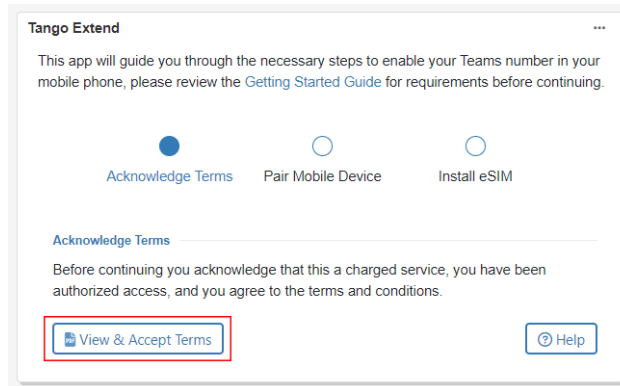 Tango Extend
This app will guide you through the necessary steps to enable your Teams number in your
mobile phone, please review the Getting Started Guide for requirements before continuing.
Acknowledge Terms Pair Mobile Device Install eSIM
Acknowledge Terms
Before continuing you acknowledge that this a charged service, you have been
authorized access, and you agree to the terms and conditions.
View & Accept Terms Help